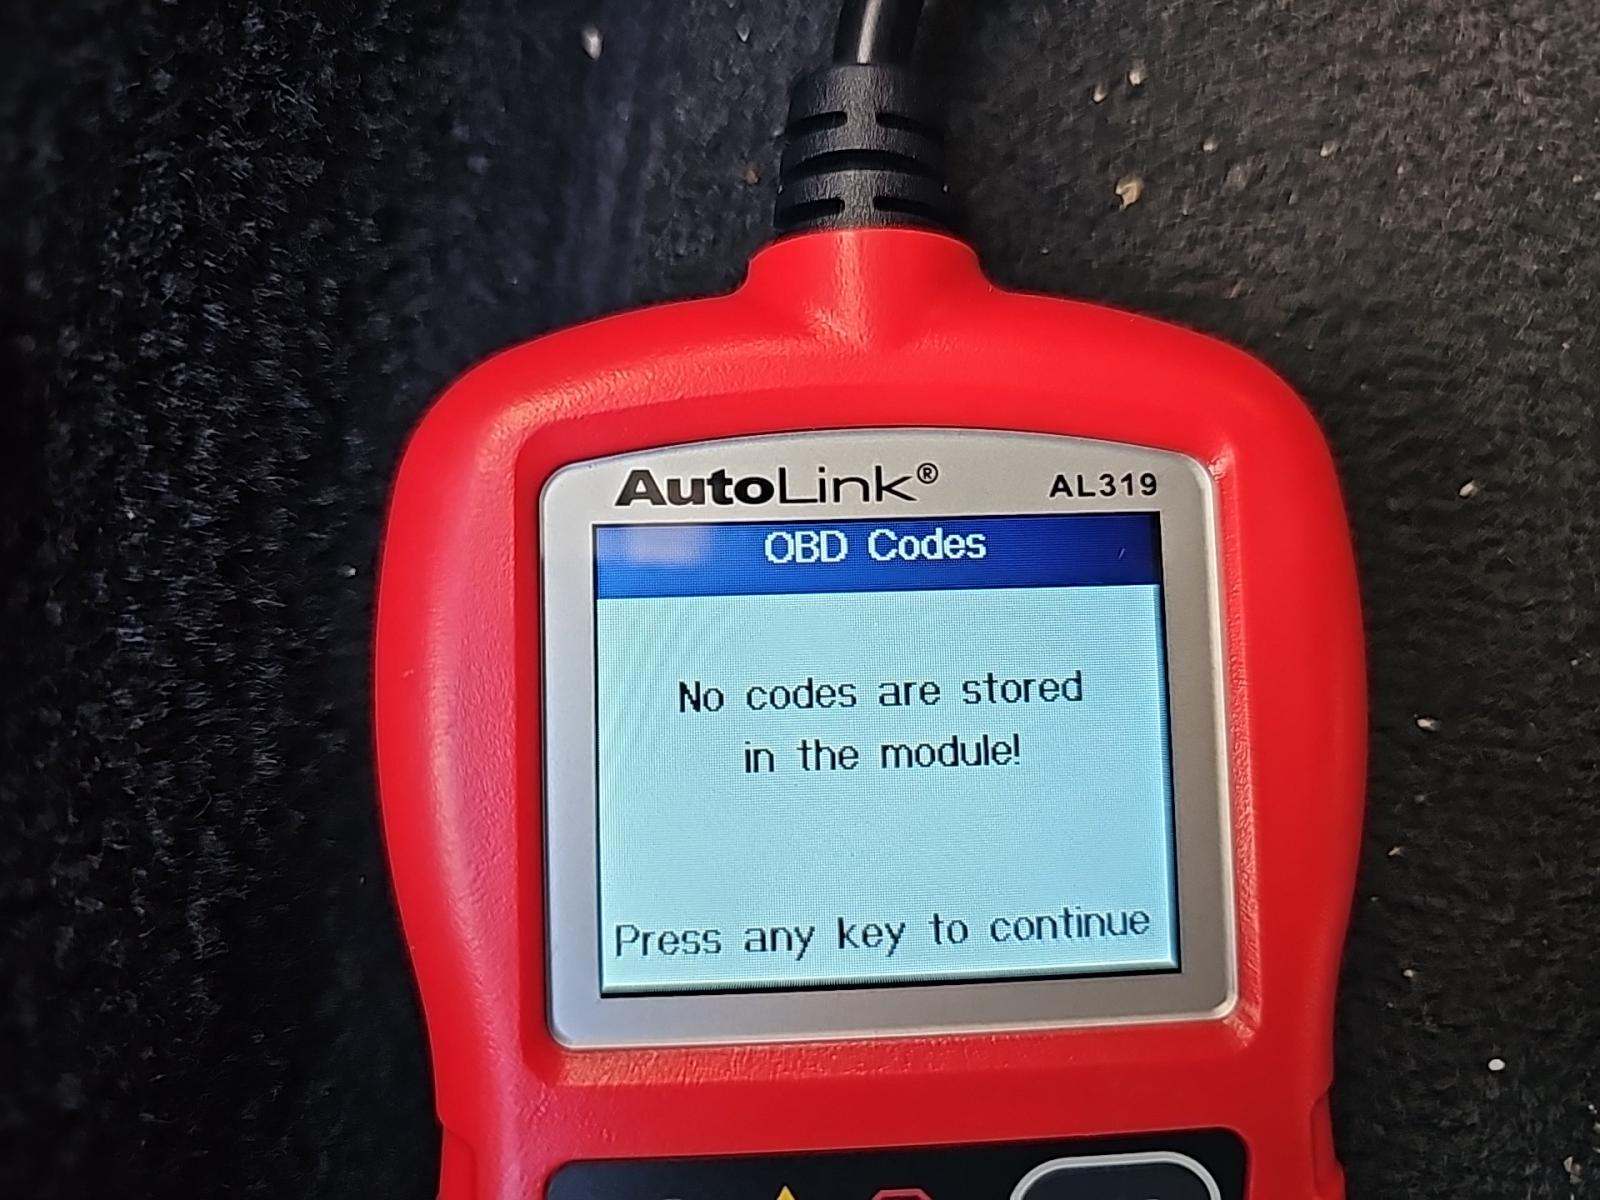 AutoLink® AL319
OBD Codes
No codes are stored
in the module!
Press any key to continue